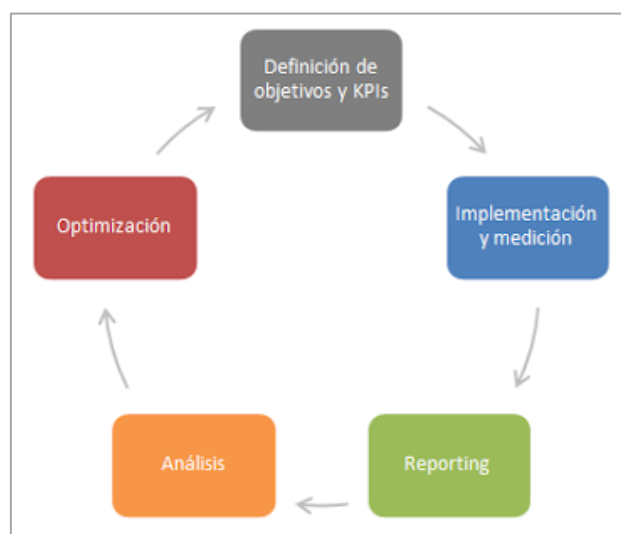 Definición de
objetivos y KPIs
Implementación
y medición
Reporting
Análisis
Optimización